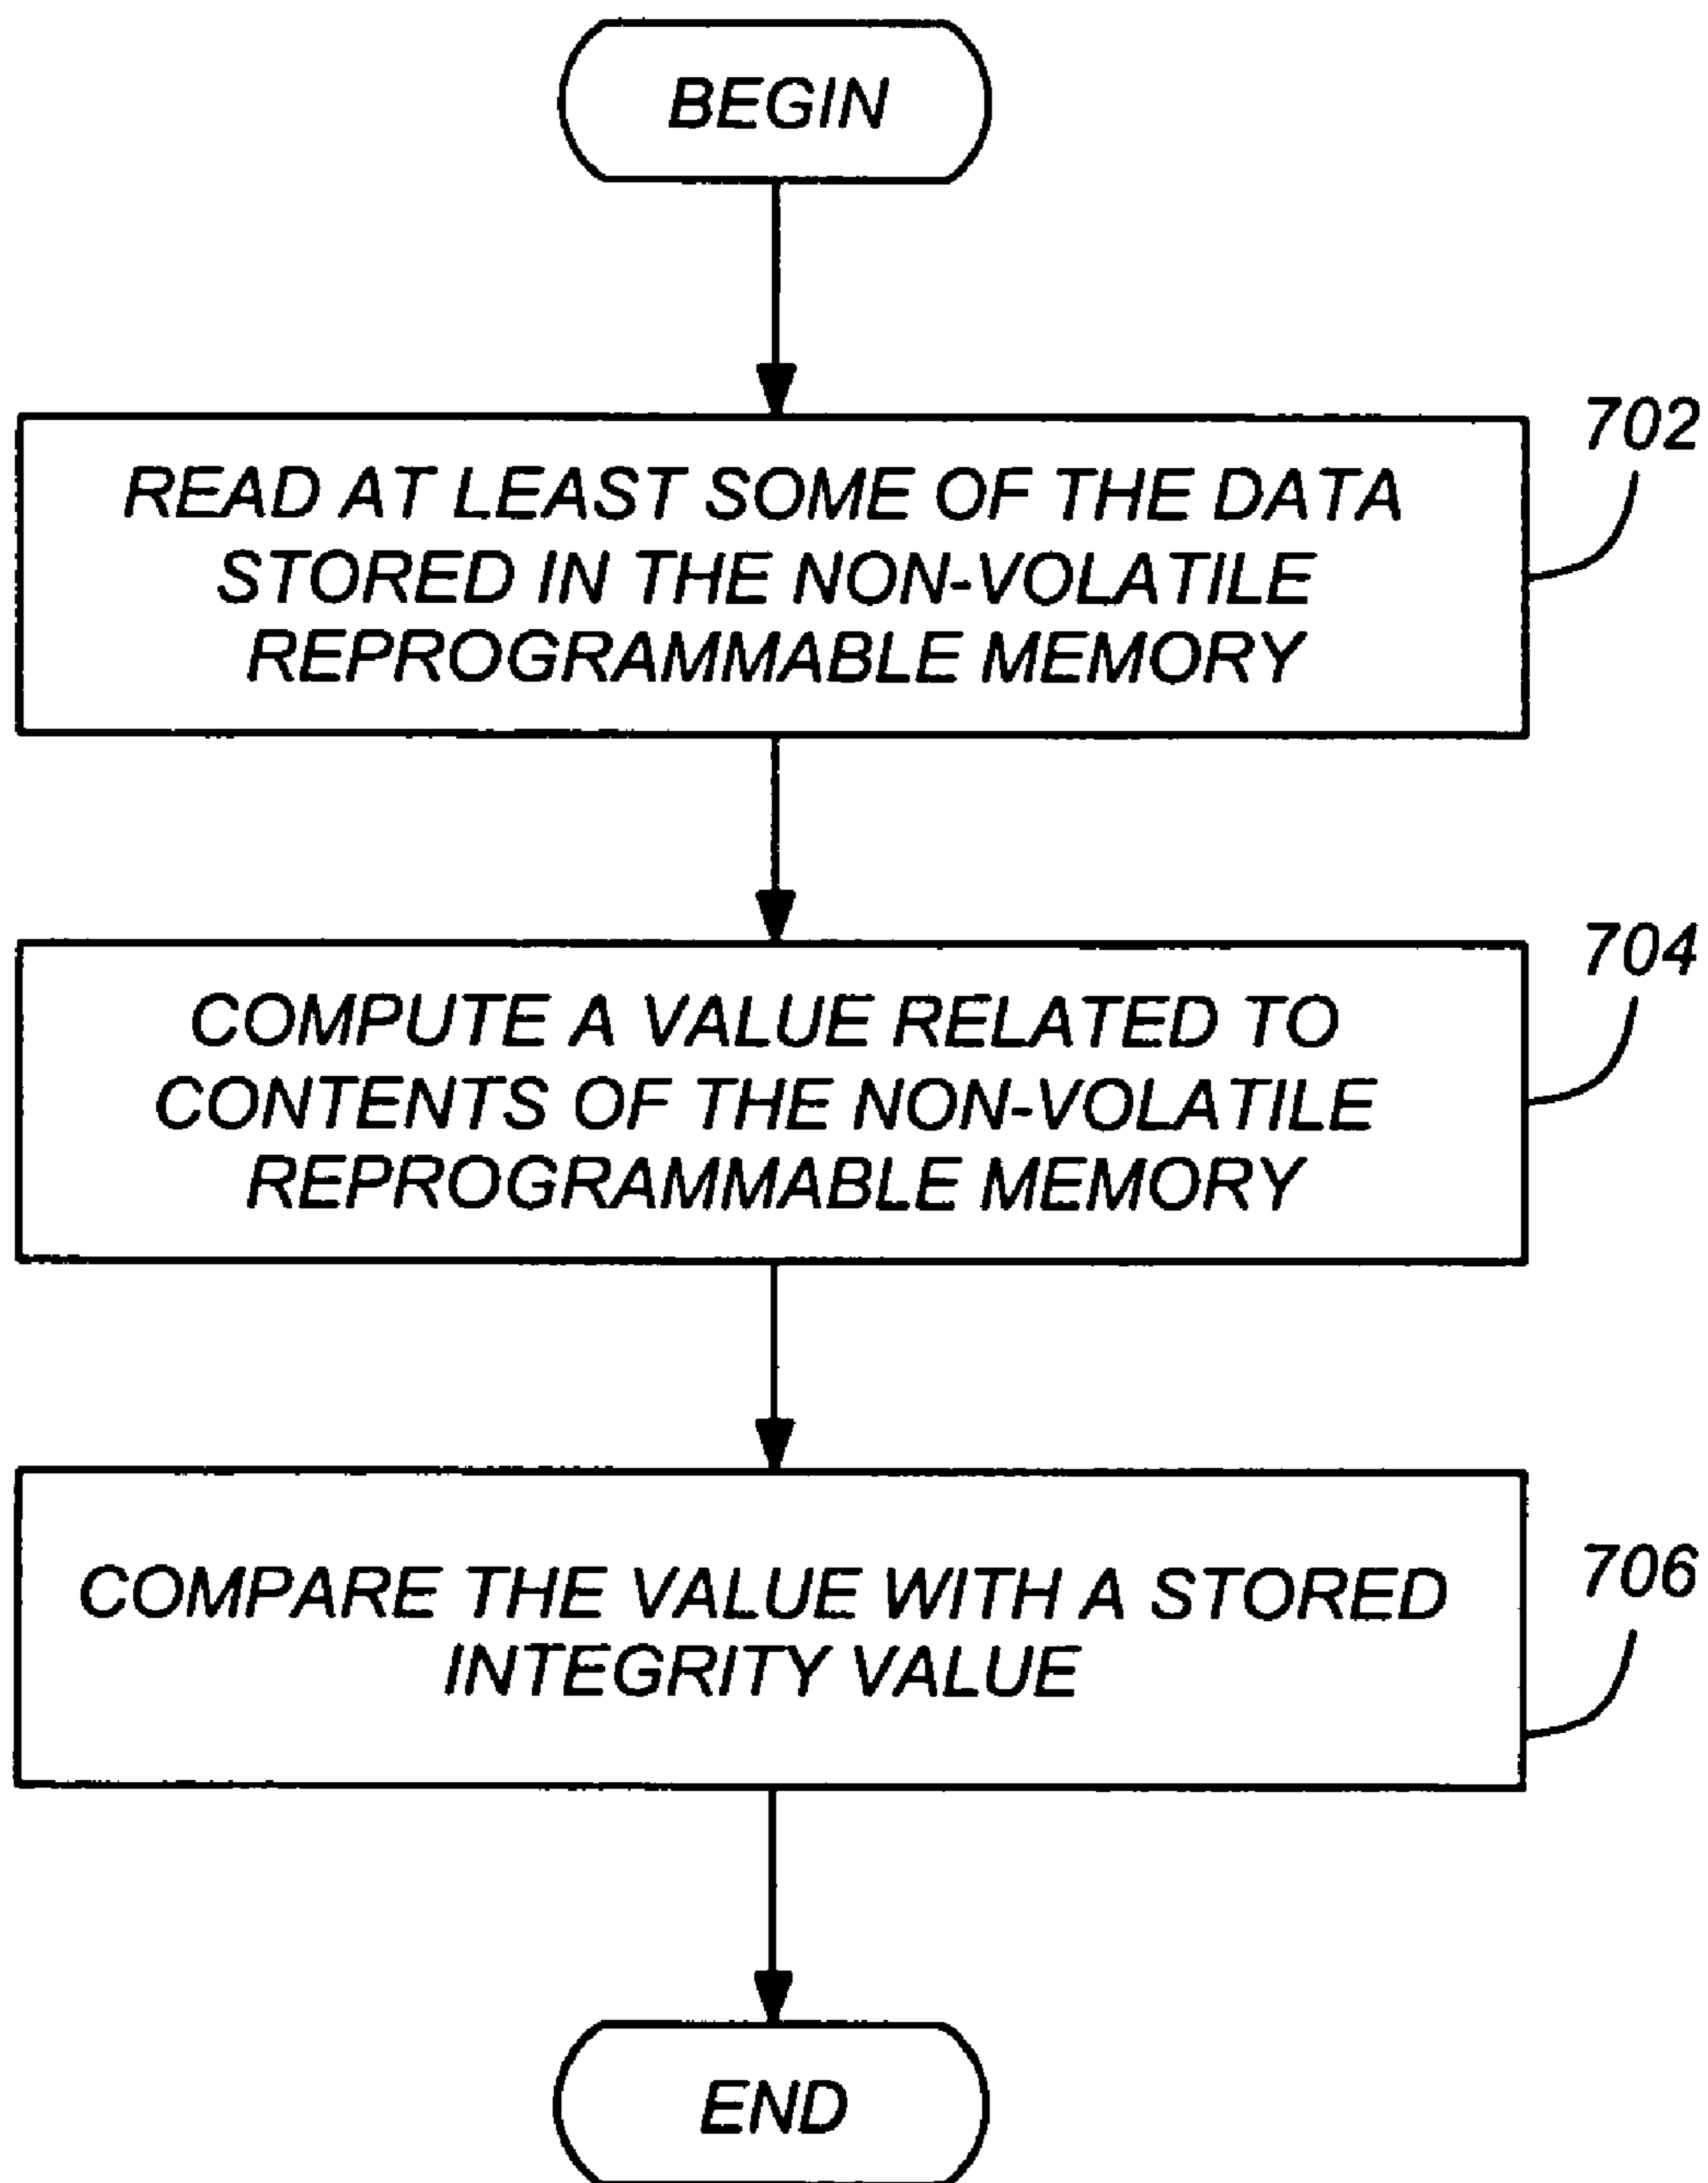 BEGIN
702
READ AT LEAST SOME OF THE DATA
STORED IN THE NON-VOLATILE
REPROGRAMMABLE MEMORY
704
COMPUTE A VALUE RELATED TO
CONTENTS OF THE NON-VOLATILE
REPROGRAMMABLE MEMORY
706
COMPARE THE VALUE WITH A STORED
INTEGRITY VALUE
END